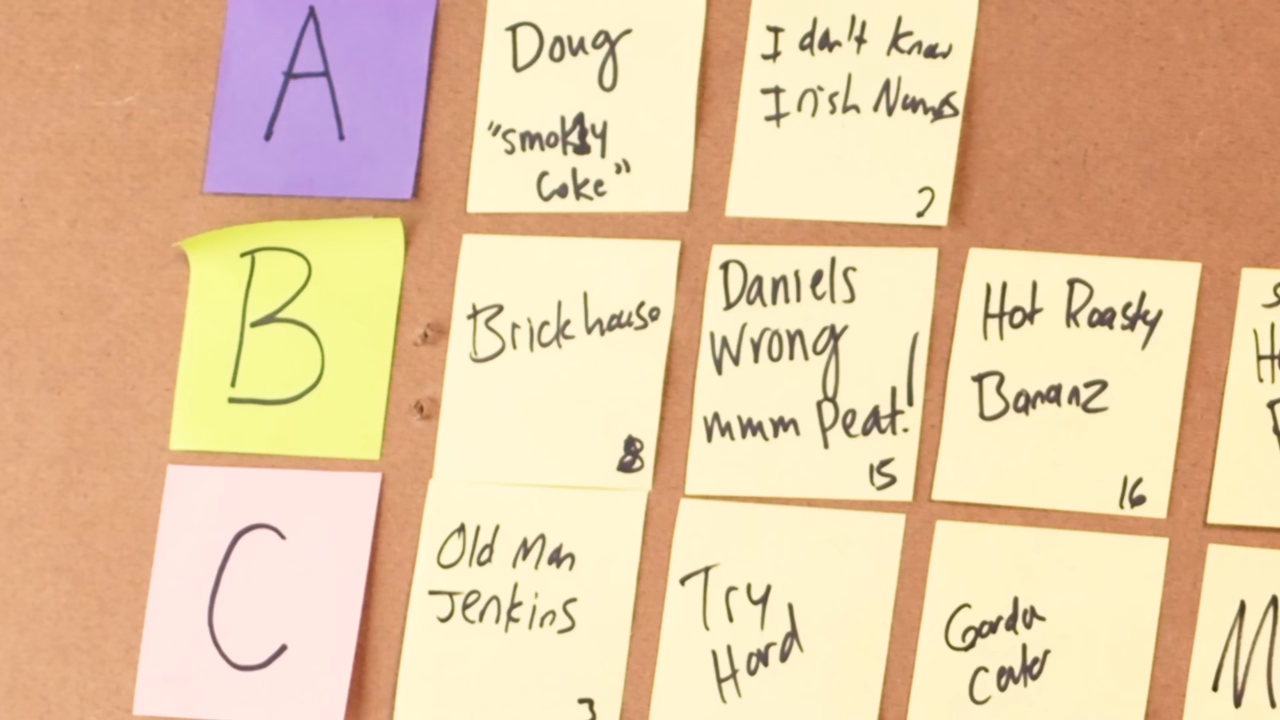 A
Doug
"smoky
Coke"
I don't know
Irish Names
2
B
Brickhouse
8
Daniels
Wrong
mmm Peat!
15
Hot Roasty
Bananz
16
C
Old Man
Jenkins
3
Try
Hard
Garden
Center
M